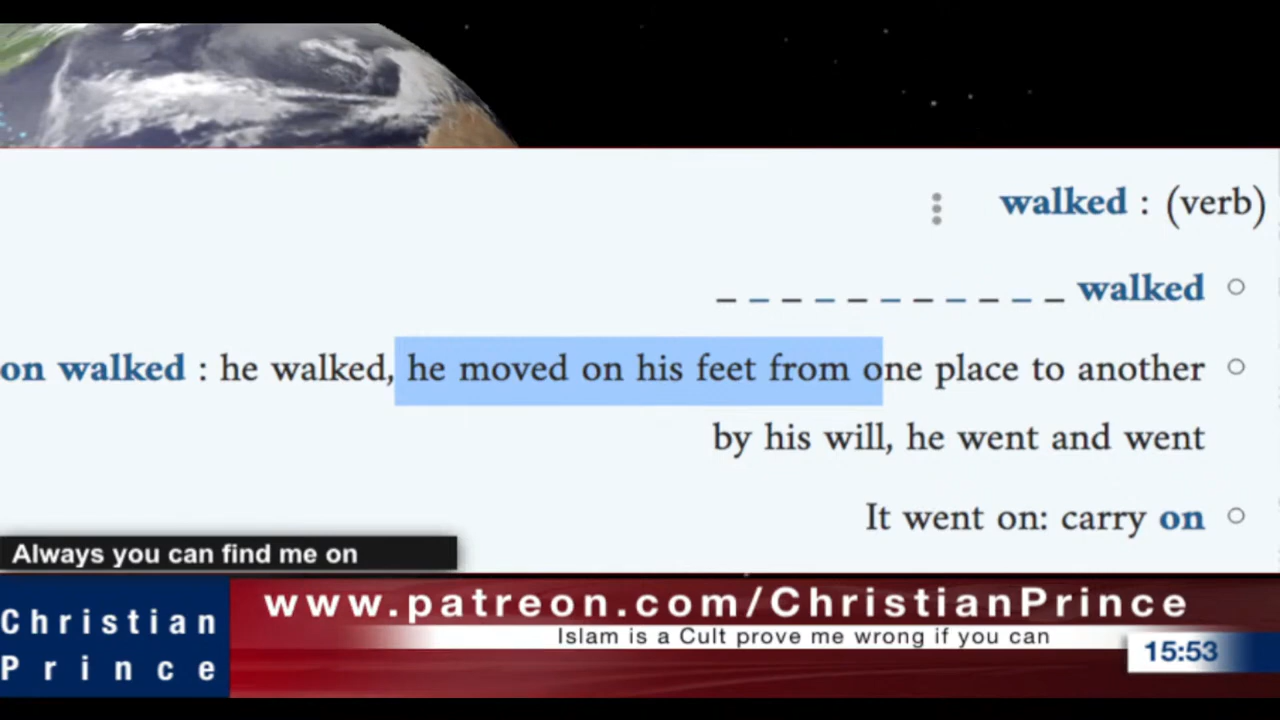 walked : (verb)
_ _ _ _ _ _ _ _ _ _ _ walked
on walked : he walked, he moved on his feet from one place to another
by his will, he went and went
It went on: carry on
Always you can find me on
Christian
Prince
www.patreon.com/ChristianPrince
Islam is a Cult prove me wrong if you can
15:53